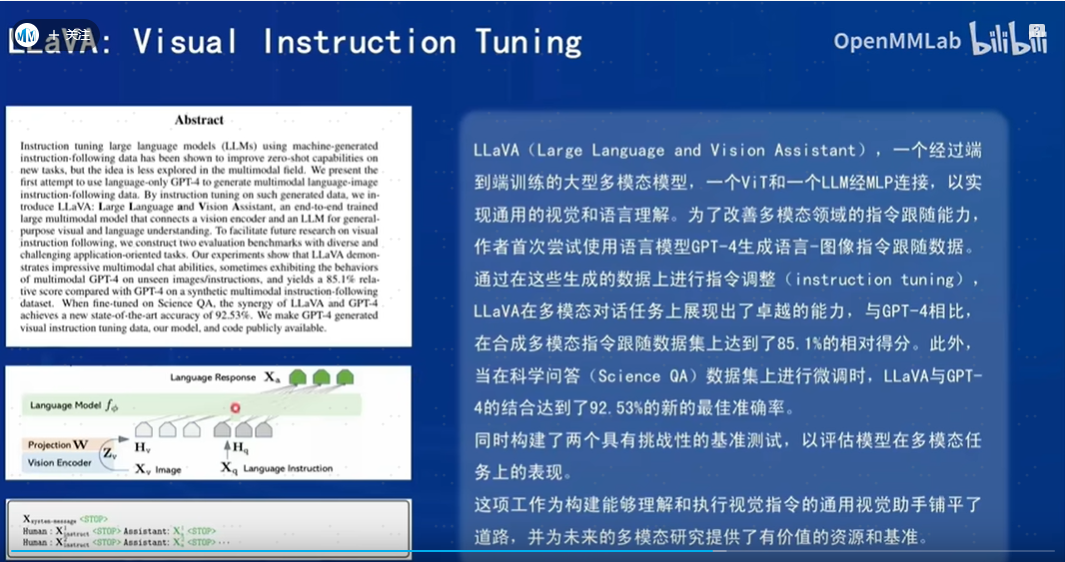 LLaVA: Visual Instruction Tuning
+ 关注
OpenMMLab bilibili
Abstract
Instruction tuning large language models (LLMs) using machine-generated
instruction-following data has been shown to improve zero-shot capabilities on
new tasks, but the idea is less explored in the multimodal field. We present the
first attempt to use language-only GPT-4 to generate multimodal language-image
instruction-following data. By instruction tuning on such generated data, we in-
troduce LLaVA: Large Language and Vision Assistant, an end-to-end trained
large multimodal model that connects a vision encoder and an LLM for general-
purpose visual and language understanding. To facilitate future research on visual
instruction following, we construct two evaluation benchmarks with diverse and
challenging application-oriented tasks. Our experiments show that LLaVA demon-
strates impressive multimodal chat abilities, sometimes exhibiting the behaviors
of multimodal GPT-4 on unseen images/instructions, and yields a 85.1% rela-
tive score compared with GPT-4 on a synthetic multimodal instruction-following
dataset. When fine-tuned on Science QA, the synergy of LLaVA and GPT-4
achieves a new state-of-the-art accuracy of 92.53%. We make GPT-4 generated
visual instruction tuning data, our model, and code publicly available.
Language Response Xa
Language Model fφ
Projection W
Vision Encoder
Zv
Hv
Hq
Xv Image
Xq Language Instruction
Xsystem-message <STOP>
Human : X1instruct <STOP> Assistant: X1a <STOP>
Human : X2instruct <STOP> Assistant: X2a <STOP> ···
LLaVA（Large Language and Vision Assistant），一个经过端
到端训练的大型多模态模型，一个ViT和一个LLM经MLP连接，以实
现通用的视觉和语言理解。为了改善多模态领域的指令跟随能力，
作者首次尝试使用语言模型GPT-4生成语言-图像指令跟随数据。
通过在这些生成的数据上进行指令调整（instruction tuning），
LLaVA在多模态对话任务上展现出了卓越的能力，与GPT-4相比，
在合成多模态指令跟随数据集上达到了85.1%的相对得分。此外，
当在科学问答（Science QA）数据集上进行微调时，LLaVA与GPT-
4的结合达到了92.53%的新的最佳准确率。
同时构建了两个具有挑战性的基准测试，以评估模型在多模态任
务上的表现。
这项工作为构建能够理解和执行视觉指令的通用视觉助手铺平了
道路，并为未来的多模态研究提供了有价值的资源和基准。